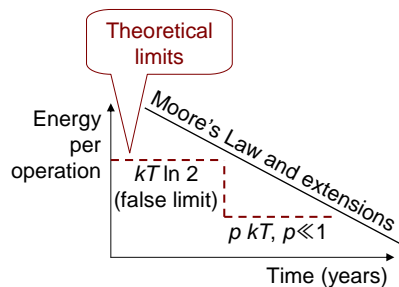 Theoretical
limits
Moore's Law and extensions
Energy
per
operation
kT ln 2
(false limit)
p kT, p≪1
Time (years)